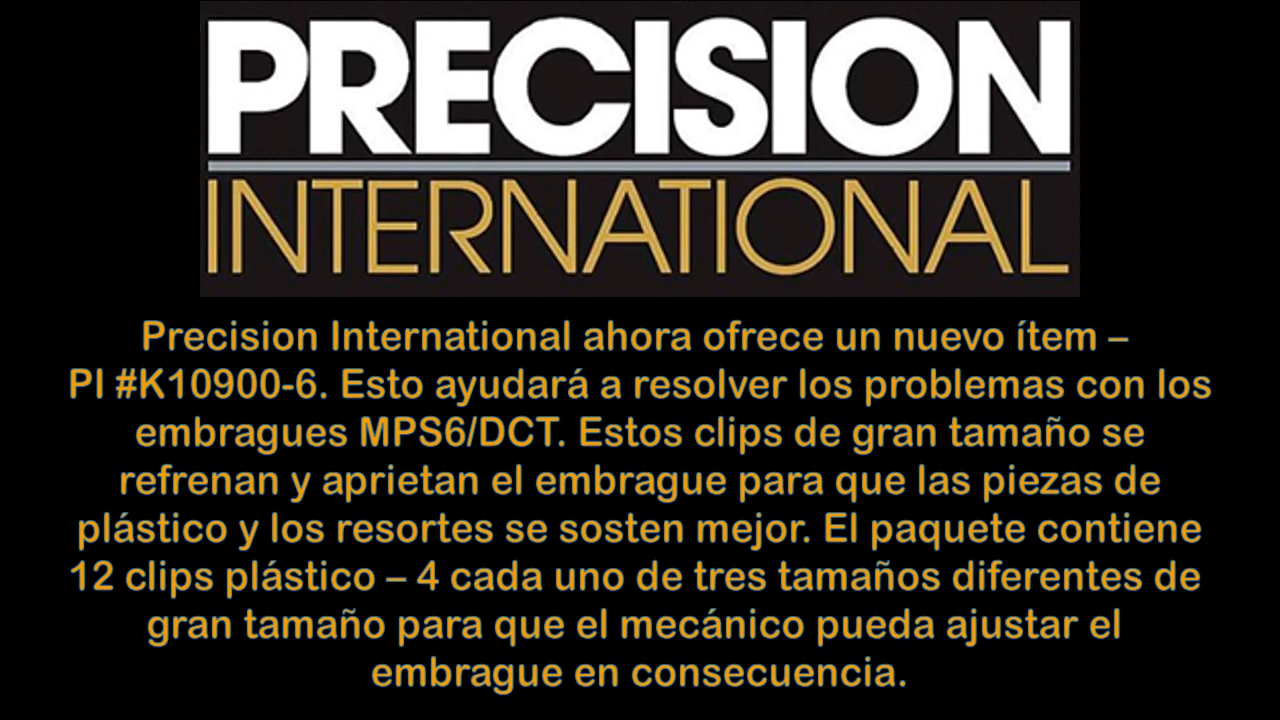 PRECISION
INTERNATIONAL
Precision International ahora ofrece un nuevo ítem –
PI #K10900-6. Esto ayudará a resolver los problemas con los
embragues MPS6/DCT. Estos clips de gran tamaño se
refrenan y aprietan el embrague para que las piezas de
plástico y los resortes se sosten mejor. El paquete contiene
12 clips plástico – 4 cada uno de tres tamaños diferentes de
gran tamaño para que el mecánico pueda ajustar el
embrague en consecuencia.